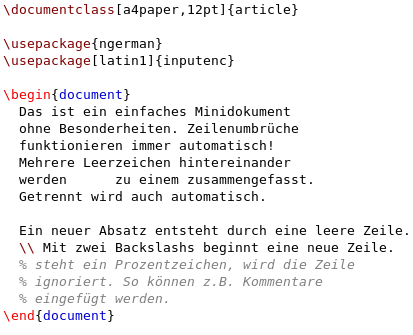 \documentclass[a4paper,12pt]{article}

\usepackage{ngerman}
\usepackage[latin1]{inputenc}

\begin{document}
  Das ist ein einfaches Minidokument
  ohne Besonderheiten. Zeilenumbrüche
  funktionieren immer automatisch!
  Mehrere Leerzeichen hintereinander
  werden      zu einem zusammengefasst.
  Getrennt wird auch automatisch.

  Ein neuer Absatz entsteht durch eine leere Zeile.
  \\ Mit zwei Backslashs beginnt eine neue Zeile.
  % steht ein Prozentzeichen, wird die Zeile
  % ignoriert. So können z.B. Kommentare
  % eingefügt werden.
\end{document}